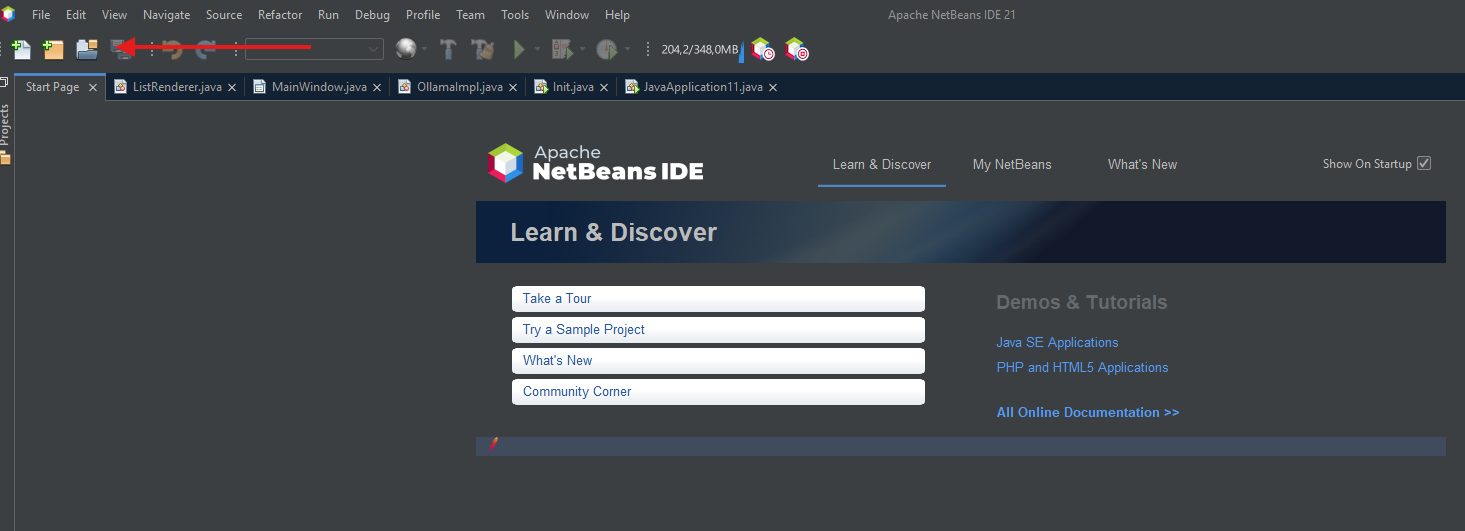 File Edit View Navigate Source Refactor Run Debug Profile Team Tools Window Help Apache NetBeans IDE 21
204,2/348,0MB
Start Page ListRenderer.java MainWindow.java OllamaImpl.java Init.java JavaApplication11.java
Projects
Apache
NetBeans IDE
Learn & Discover My NetBeans What's New Show On Startup
Learn & Discover
Take a Tour
Try a Sample Project
What's New
Community Corner
Demos & Tutorials
Java SE Applications
PHP and HTML5 Applications
All Online Documentation >>